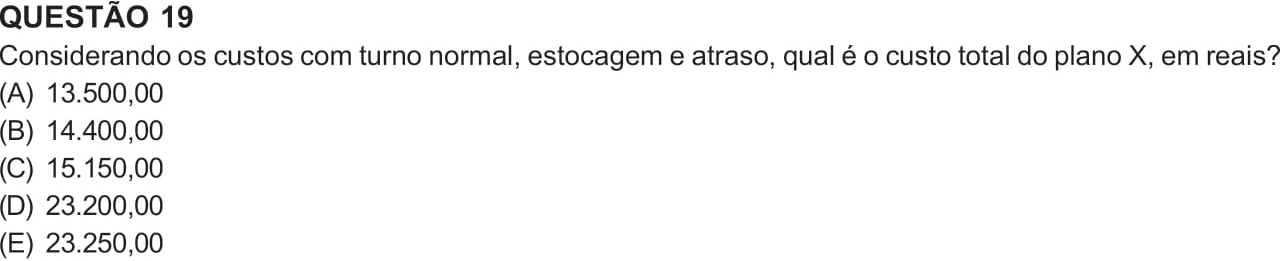 QUESTÃO 19
Considerando os custos com turno normal, estocagem e atraso, qual é o custo total do plano X, em reais?
(A) 13.500,00
(B) 14.400,00
(C) 15.150,00
(D) 23.200,00
(E) 23.250,00